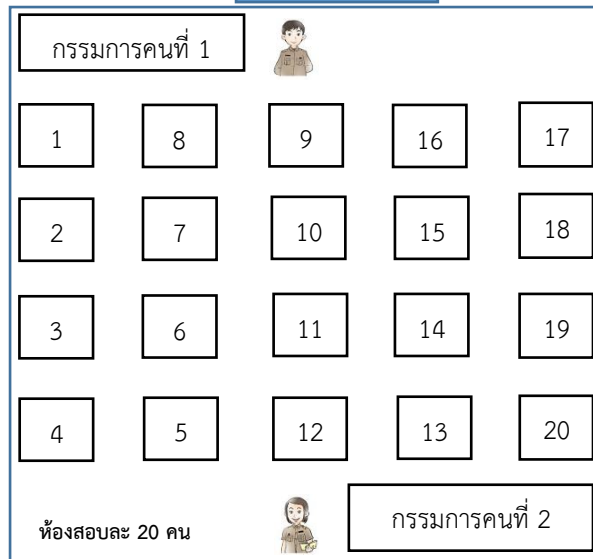 กรรมการคนที่ 1
1 8 9 16 17
2 7 10 15 18
3 6 11 14 19
4 5 12 13 20
ห้องสอบละ 20 คน
กรรมการคนที่ 2